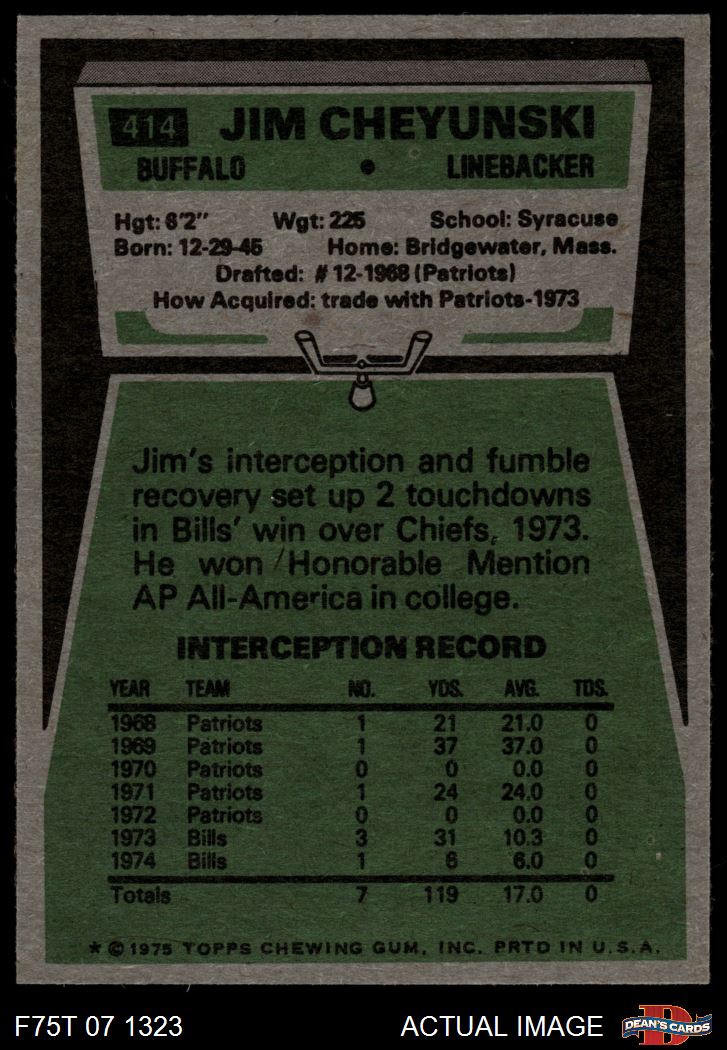 414 JIM CHEYUNSKI
BUFFALO • LINEBACKER
Hgt: 6'2" Wgt: 225 School: Syracuse
Born: 12-29-45 Home: Bridgewater, Mass.
Drafted: #12-1968 (Patriots)
How Acquired: trade with Patriots-1973
Jim's interception and fumble
recovery set up 2 touchdowns
in Bills' win over Chiefs, 1973.
He won Honorable Mention
AP All-America in college.
INTERCEPTION RECORD
YEAR TEAM NO. YDS. AVG. TDS.
1968 Patriots 1 21 21.0 0
1969 Patriots 1 37 37.0 0
1970 Patriots 0 0 0.0 0
1971 Patriots 1 24 24.0 0
1972 Patriots 0 0 0.0 0
1973 Bills 3 31 10.3 0
1974 Bills 1 6 6.0 0
Totals 7 119 17.0 0
* © 1975 TOPPS CHEWING GUM, INC. PRTD IN U.S.A.
F75T 07 1323 ACTUAL IMAGE D DEAN'S CARDS